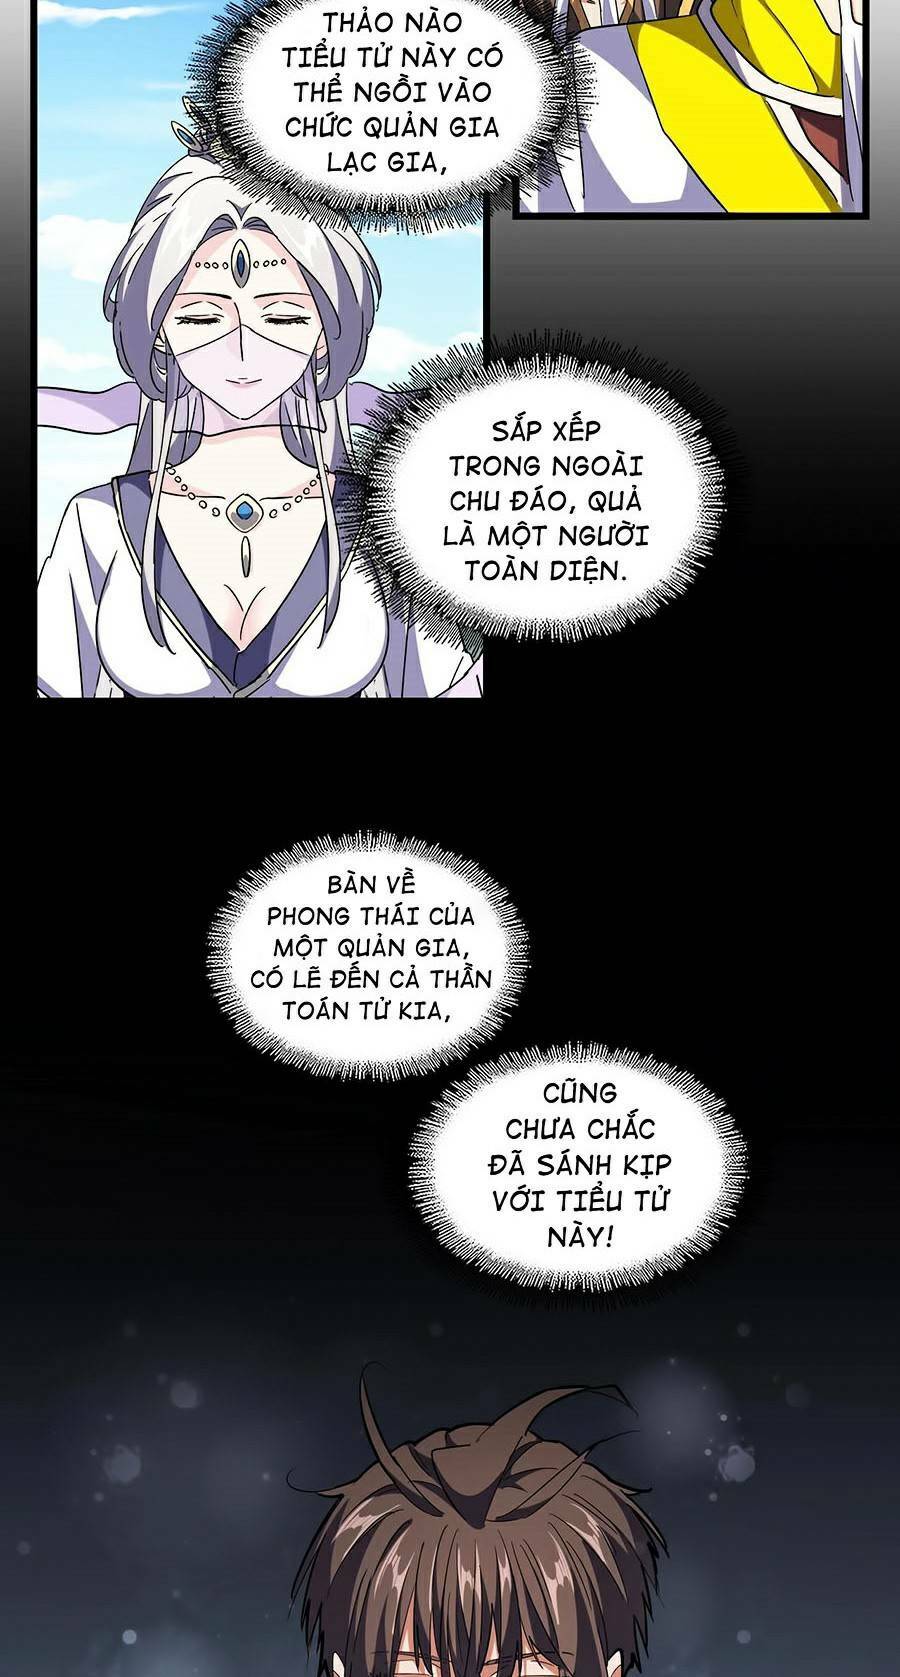 THẢO NÀO
TIỂU TỬ NÀY CÓ
THỂ NGỒI VÀO
CHỨC QUẢN GIA
LẠC GIA,
SẮP XẾP
TRONG NGOÀI
CHU ĐÁO, QUẢ
LÀ MỘT NGƯỜI
TOÀN DIỆN.
BÀN VỀ
PHONG THÁI CỦA
MỘT QUẢN GIA,
CÓ LẼ ĐẾN CẢ THẦN
TOÁN TỬ KIA,
CŨNG
CHƯA CHẮC
ĐÃ SÁNH KỊP
VỚI TIỂU TỬ
NÀY!